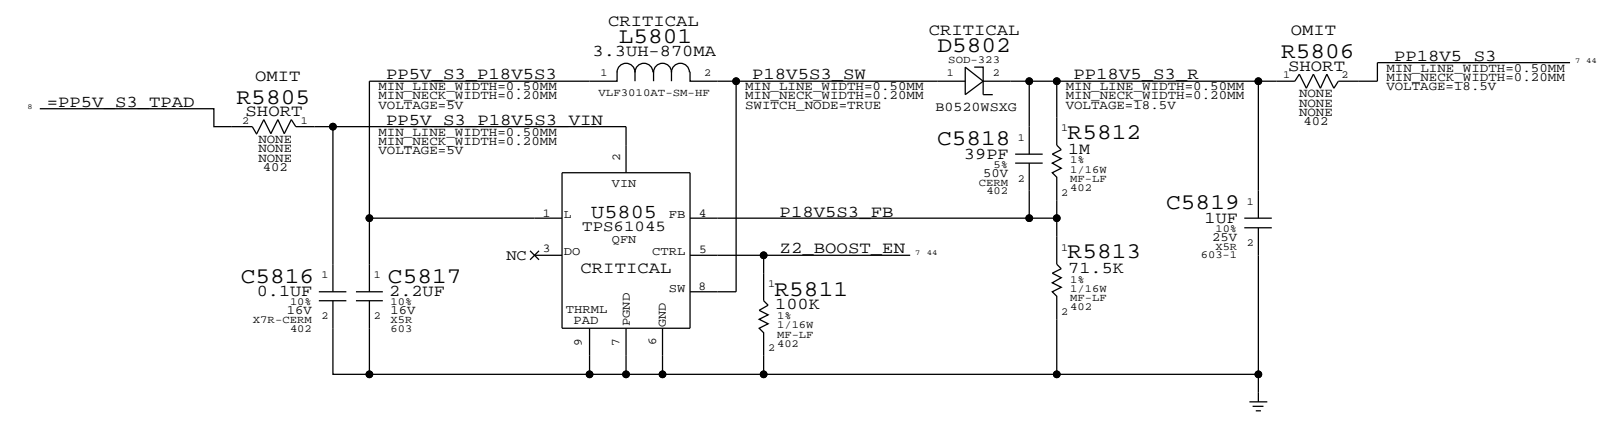 =PP5V_S3_TPAD
8
OMIT
R5805
SHORT
2
1
NONE
NONE
NONE
402
PP5V_S3_P18V5S3
MIN_LINE_WIDTH=0.50MM
MIN_NECK_WIDTH=0.20MM
VOLTAGE=5V
PP5V_S3_P18V5S3_VIN
MIN_LINE_WIDTH=0.50MM
MIN_NECK_WIDTH=0.20MM
VOLTAGE=5V
CRITICAL
L5801
3.3UH-870MA
1
2
VLF3010AT-SM-HF
P18V5S3_SW
MIN_LINE_WIDTH=0.50MM
MIN_NECK_WIDTH=0.20MM
SWITCH_NODE=TRUE
CRITICAL
D5802
SOD-323
1
2
B0520WSXG
PP18V5_S3_R
MIN_LINE_WIDTH=0.50MM
MIN_NECK_WIDTH=0.20MM
VOLTAGE=18.5V
OMIT
R5806
SHORT
1
2
NONE
NONE
NONE
402
PP18V5_S3
7 44
MIN_LINE_WIDTH=0.50MM
MIN_NECK_WIDTH=0.20MM
VOLTAGE=18.5V
C5818
39PF
5%
50V
CERM
402
1
2
1
R5812
1M
1%
1/16W
MF-LF
402
2
2
VIN
U5805
TPS61045
QFN
CRITICAL
1
L
NC
3
DO
FB
4
CTRL
5
SW
8
THRML
PAD
PGND
GND
9
7
6
P18V5S3_FB
Z2_BOOST_EN
7 44
C5816
0.1UF
10%
16V
X7R-CERM
402
1
2
C5817
2.2UF
10%
16V
X5R
603
1
2
1
R5811
100K
1%
1/16W
MF-LF
402
2
1
R5813
71.5K
1%
1/16W
MF-LF
402
2
C5819
1UF
10%
25V
X5R
603-1
1
2